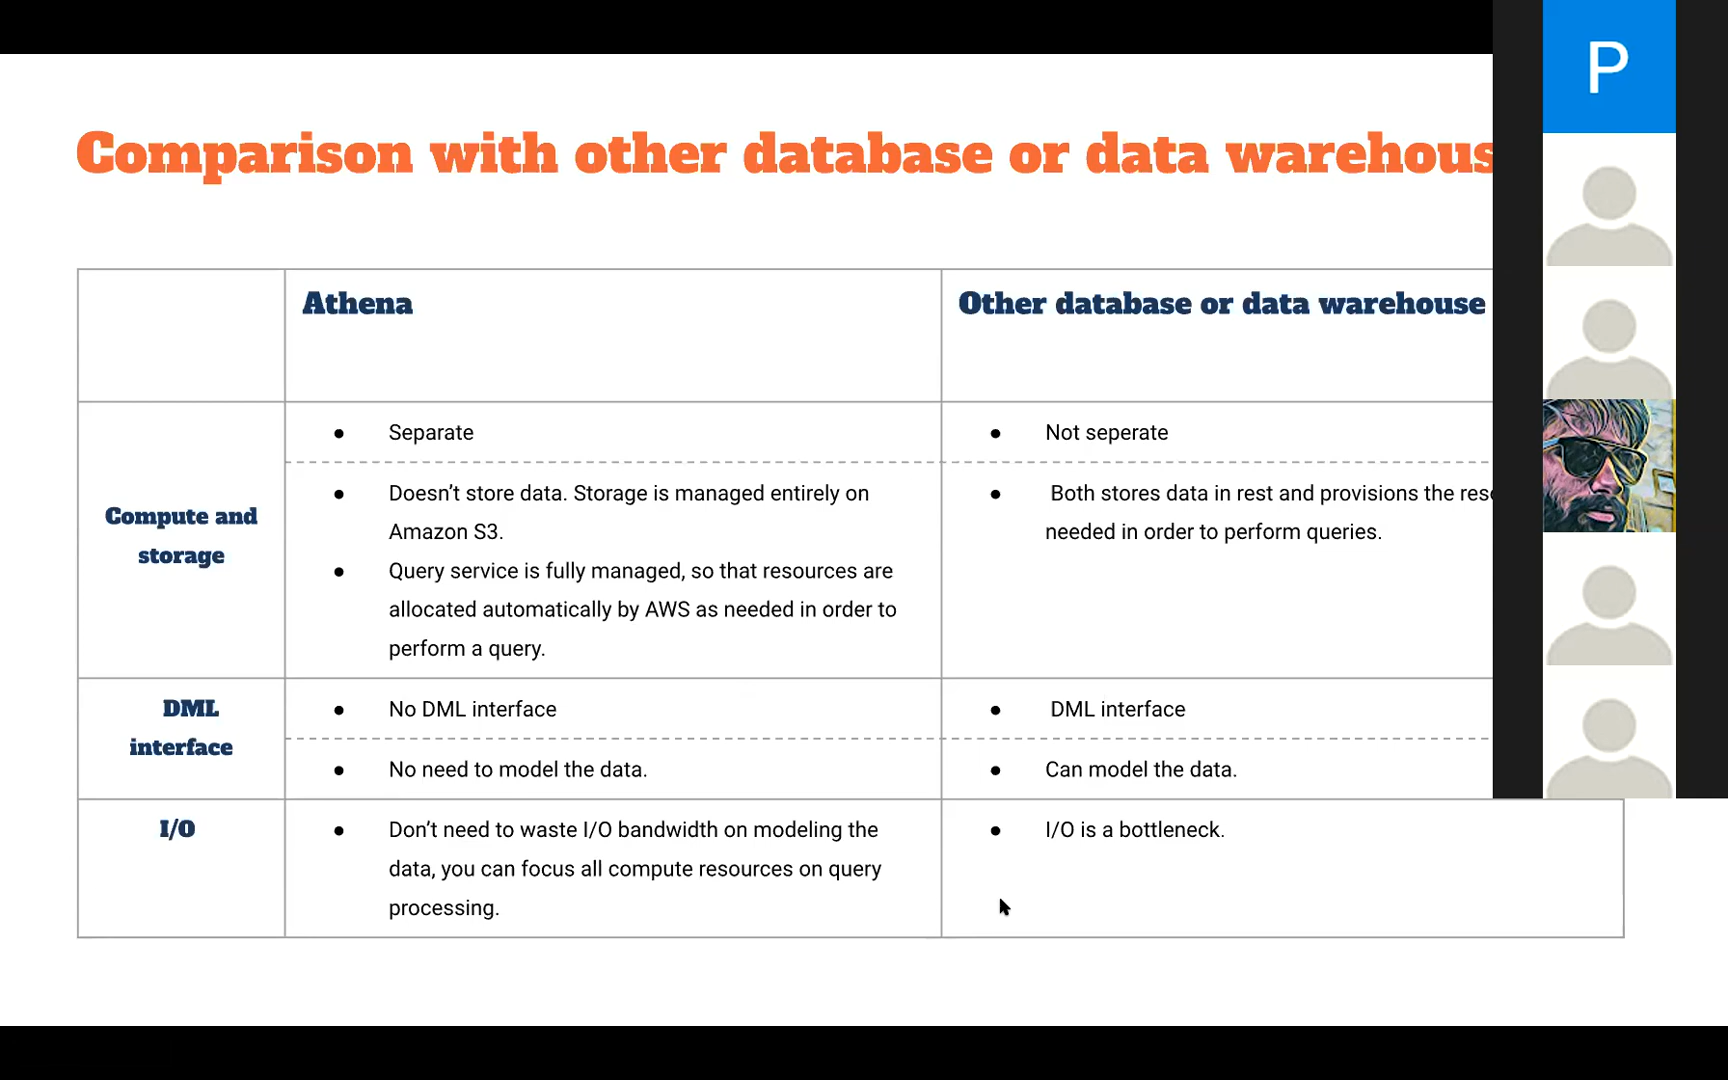 P
Comparison with other database or data warehous
Athena
Other database or data warehouse
Compute and
storage
● Separate
● Not seperate
● Doesn’t store data. Storage is managed entirely on
Amazon S3.
● Query service is fully managed, so that resources are
allocated automatically by AWS as needed in order to
perform a query.
● Both stores data in rest and provisions the
needed in order to perform queries.
DML
interface
● No DML interface
● DML interface
● No need to model the data.
● Can model the data.
I/O
● Don’t need to waste I/O bandwidth on modeling the
data, you can focus all compute resources on query
processing.
● I/O is a bottleneck.